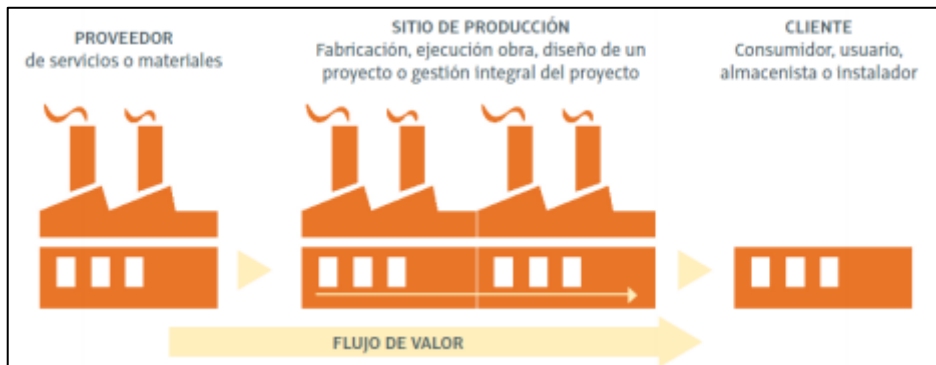 PROVEEDOR
de servicios o materiales
SITIO DE PRODUCCIÓN
Fabricación, ejecución obra, diseño de un
proyecto o gestión integral del proyecto
CLIENTE
Consumidor, usuario,
almacenista o instalador
FLUJO DE VALOR